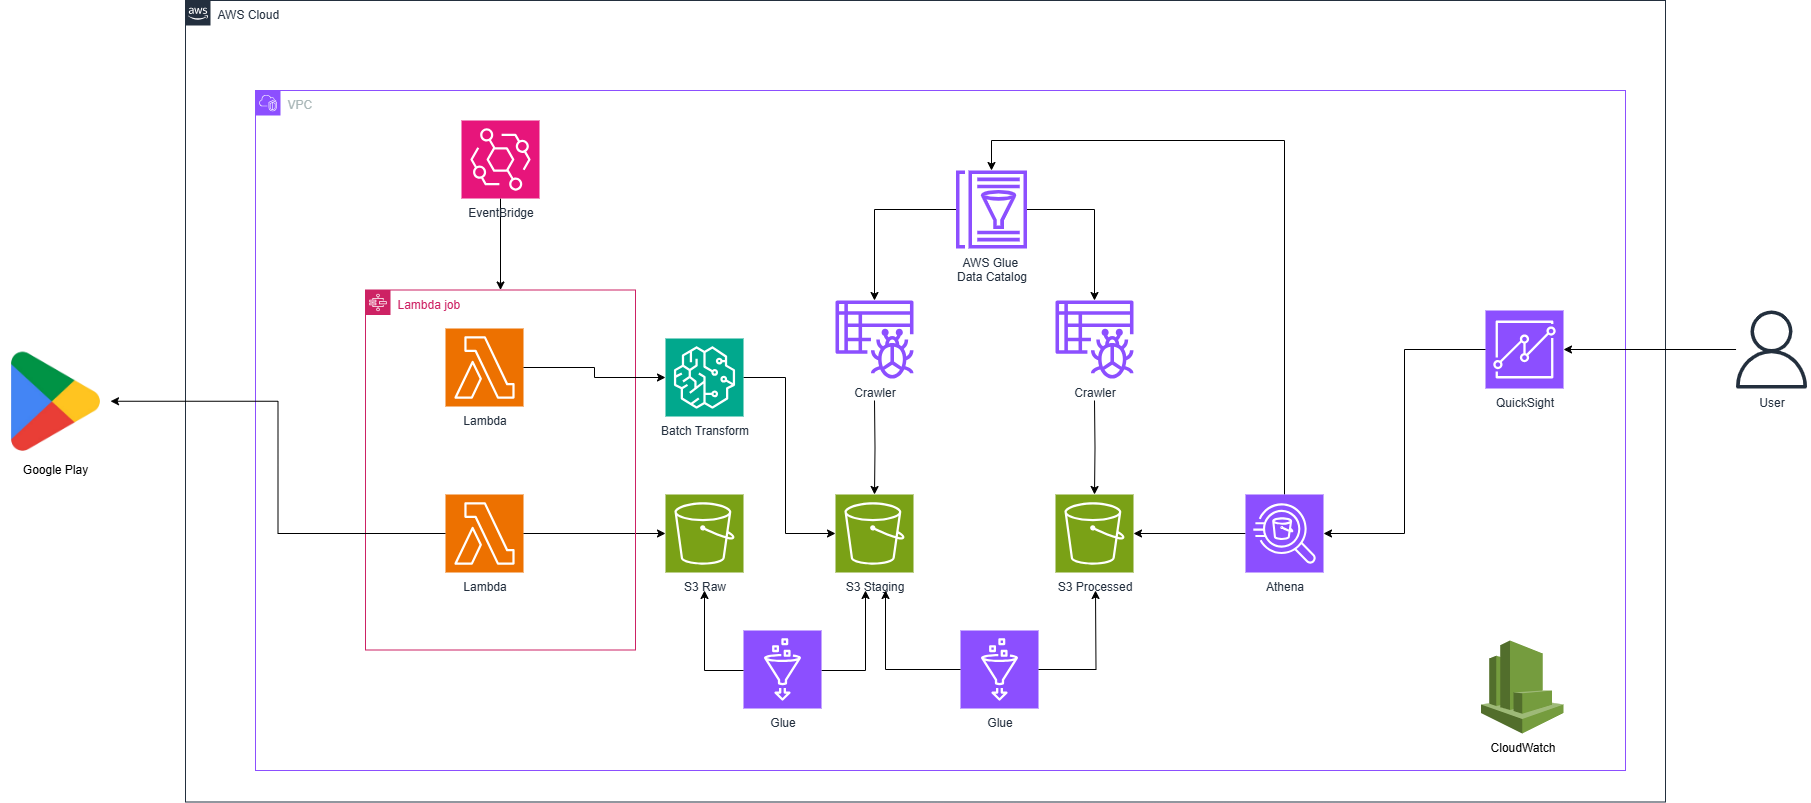 aws
AWS Cloud
VPC
EventBridge
AWS Glue
Data Catalog
Lambda job
Lambda
Batch Transform
Crawler
Crawler
QuickSight
User
Google Play
Lambda
S3 Raw
S3 Staging
S3 Processed
Athena
Glue
Glue
CloudWatch